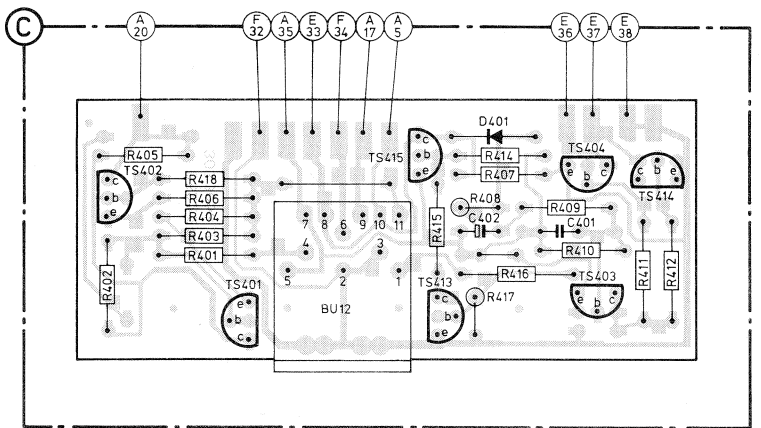 C
A 20
F 32
A 35
E 33
F 34
A 17
A 5
E 36
E 37
E 38
D401
TS415
c
b
e
R405
TS402
c
b
e
R418
R406
R404
R403
R401
R402
TS401
e
b
c
7 8 6 9 10 11
4 3
5 2 1
BU12
R414
R407
TS404
e b c
c b e
TS414
R408
C402
R409
C401
R410
R415
R416
R417
TS413
c
b
e
TS403
e b c
R411
R412